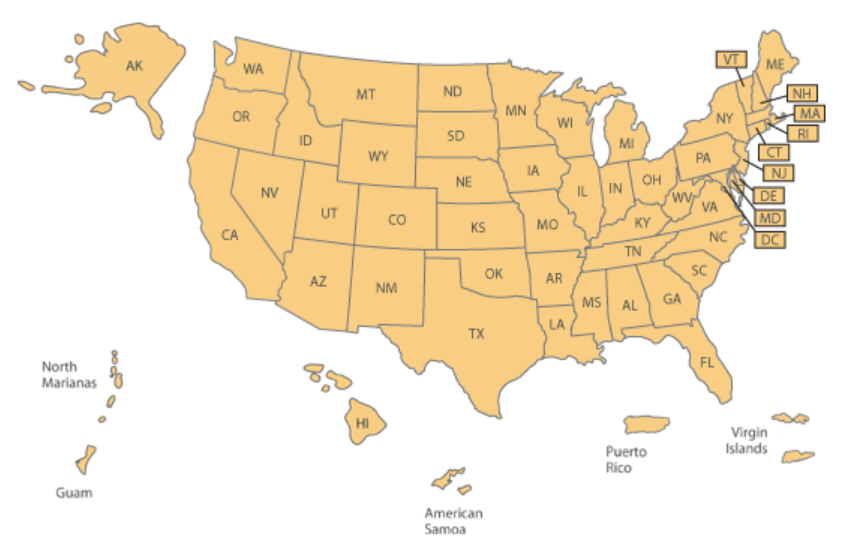 AK
WA
MT
ND
MN
VT
ME
NH
OR
ID
SD
WI
NY
MA
RI
WY
MI
CT
NV
NE
IA
PA
NJ
UT
CO
IL
IN
OH
WV
VA
DE
CA
KS
MO
KY
MD
DC
AZ
NM
OK
AR
TN
NC
SC
TX
LA
MS
AL
GA
FL
North
Marianas
HI
Guam
American
Samoa
Puerto
Rico
Virgin
Islands